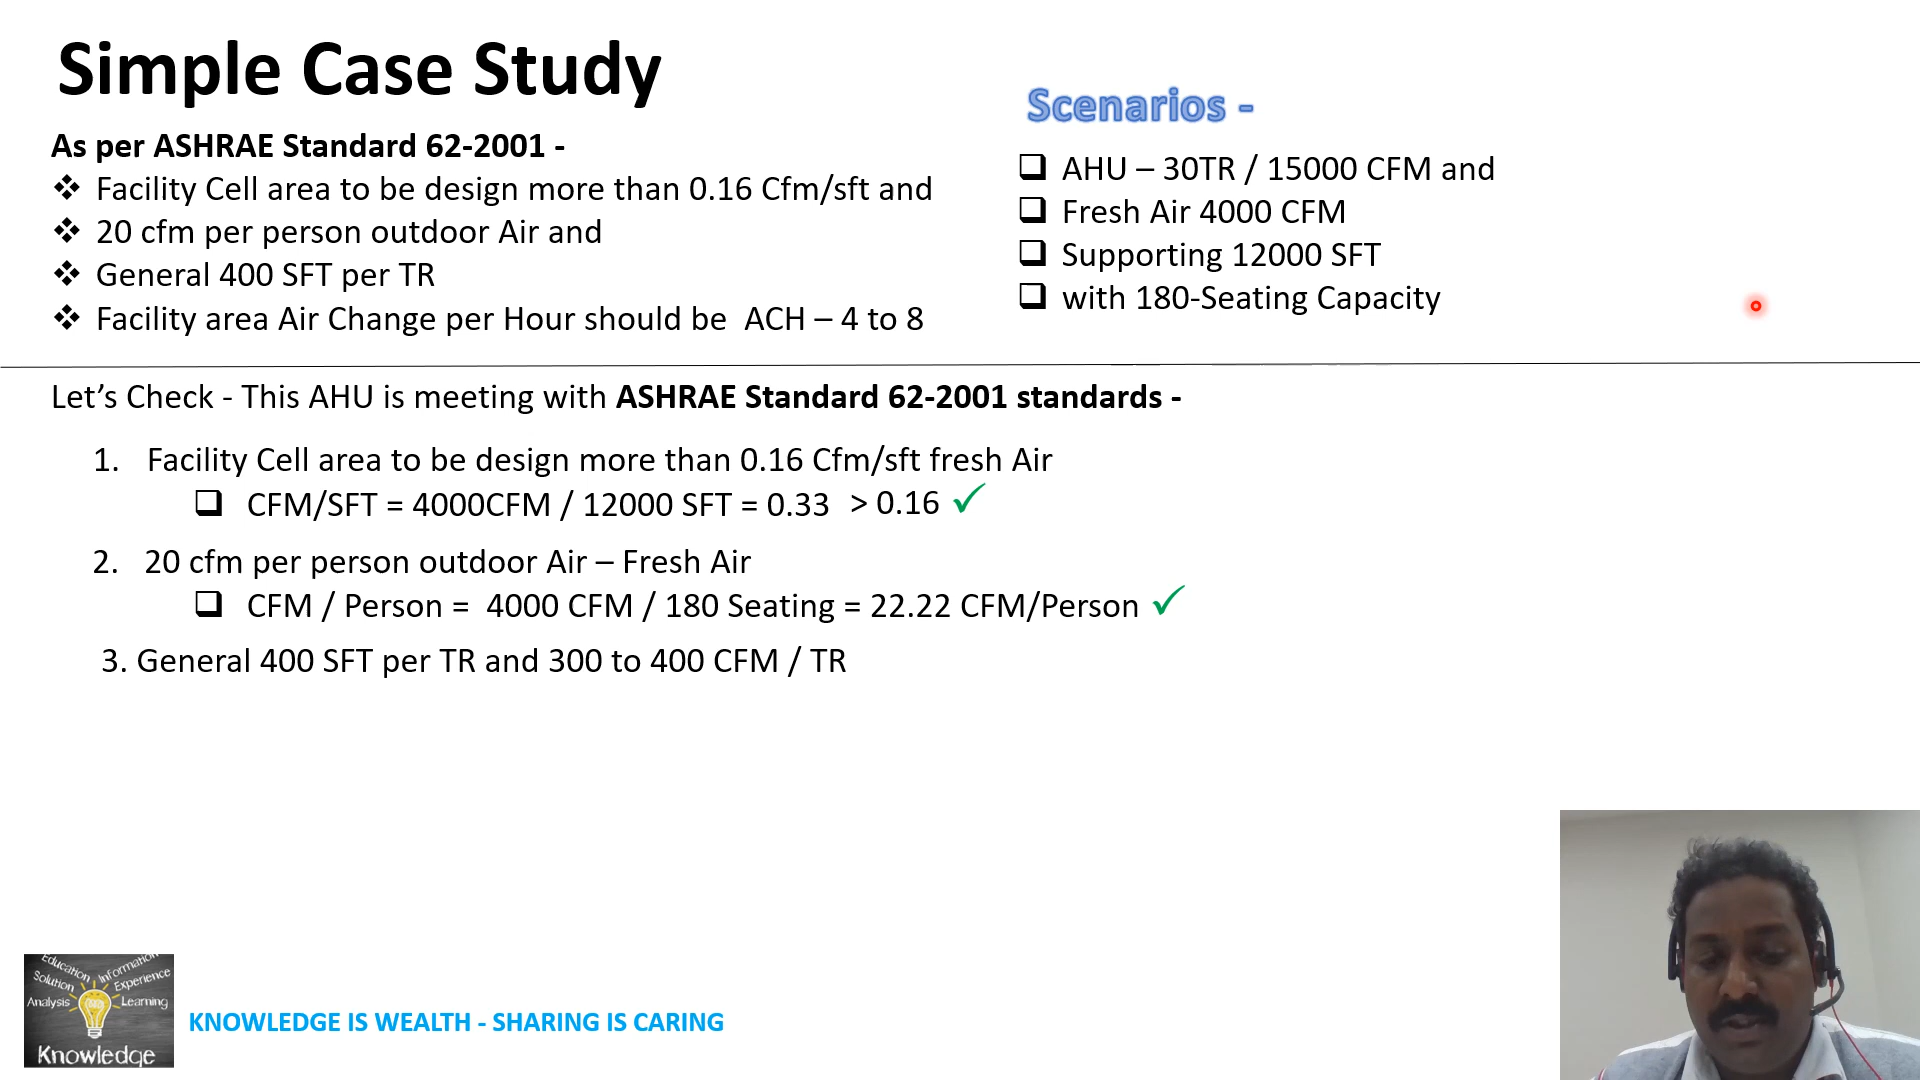 Simple Case Study
As per ASHRAE Standard 62-2001 -
❖ Facility Cell area to be design more than 0.16 Cfm/sft and
❖ 20 cfm per person outdoor Air and
❖ General 400 SFT per TR
❖ Facility area Air Change per Hour should be ACH – 4 to 8
Scenarios -
❑ AHU – 30TR / 15000 CFM and
❑ Fresh Air 4000 CFM
❑ Supporting 12000 SFT
❑ with 180-Seating Capacity
Let’s Check - This AHU is meeting with ASHRAE Standard 62-2001 standards -
1. Facility Cell area to be design more than 0.16 Cfm/sft fresh Air
❑ CFM/SFT = 4000CFM / 12000 SFT = 0.33 > 0.16 ✓
2. 20 cfm per person outdoor Air – Fresh Air
❑ CFM / Person = 4000 CFM / 180 Seating = 22.22 CFM/Person ✓
3. General 400 SFT per TR and 300 to 400 CFM / TR
Education Information
Solution Experience
Analysis Learning
Knowledge
KNOWLEDGE IS WEALTH - SHARING IS CARING